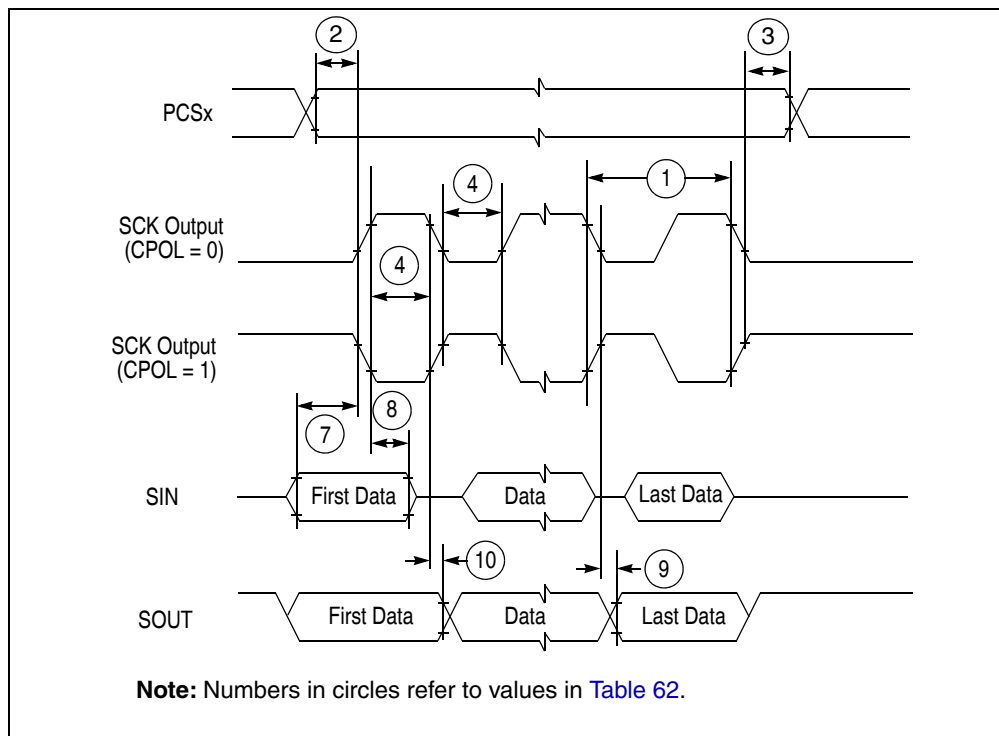 2
3
PCSx
4
1
SCK Output
(CPOL = 0)
4
SCK Output
(CPOL = 1)
8
7
SIN
First Data
Data
Last Data
10
9
SOUT
First Data
Data
Last Data
Note: Numbers in circles refer to values in Table 62.